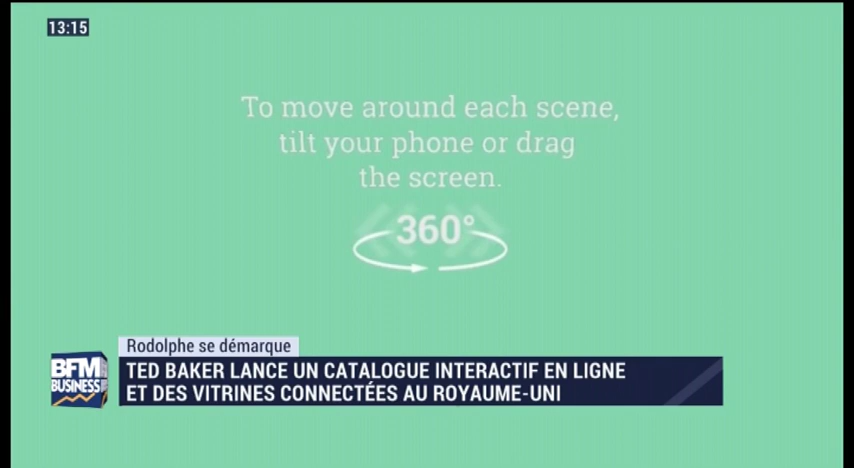 13:15
To move around each scene,
tilt your phone or drag
the screen.
360°
Rodolphe se démarque
BFM
BUSINESS
TED BAKER LANCE UN CATALOGUE INTERACTIF EN LIGNE
ET DES VITRINES CONNECTÉES AU ROYAUME-UNI